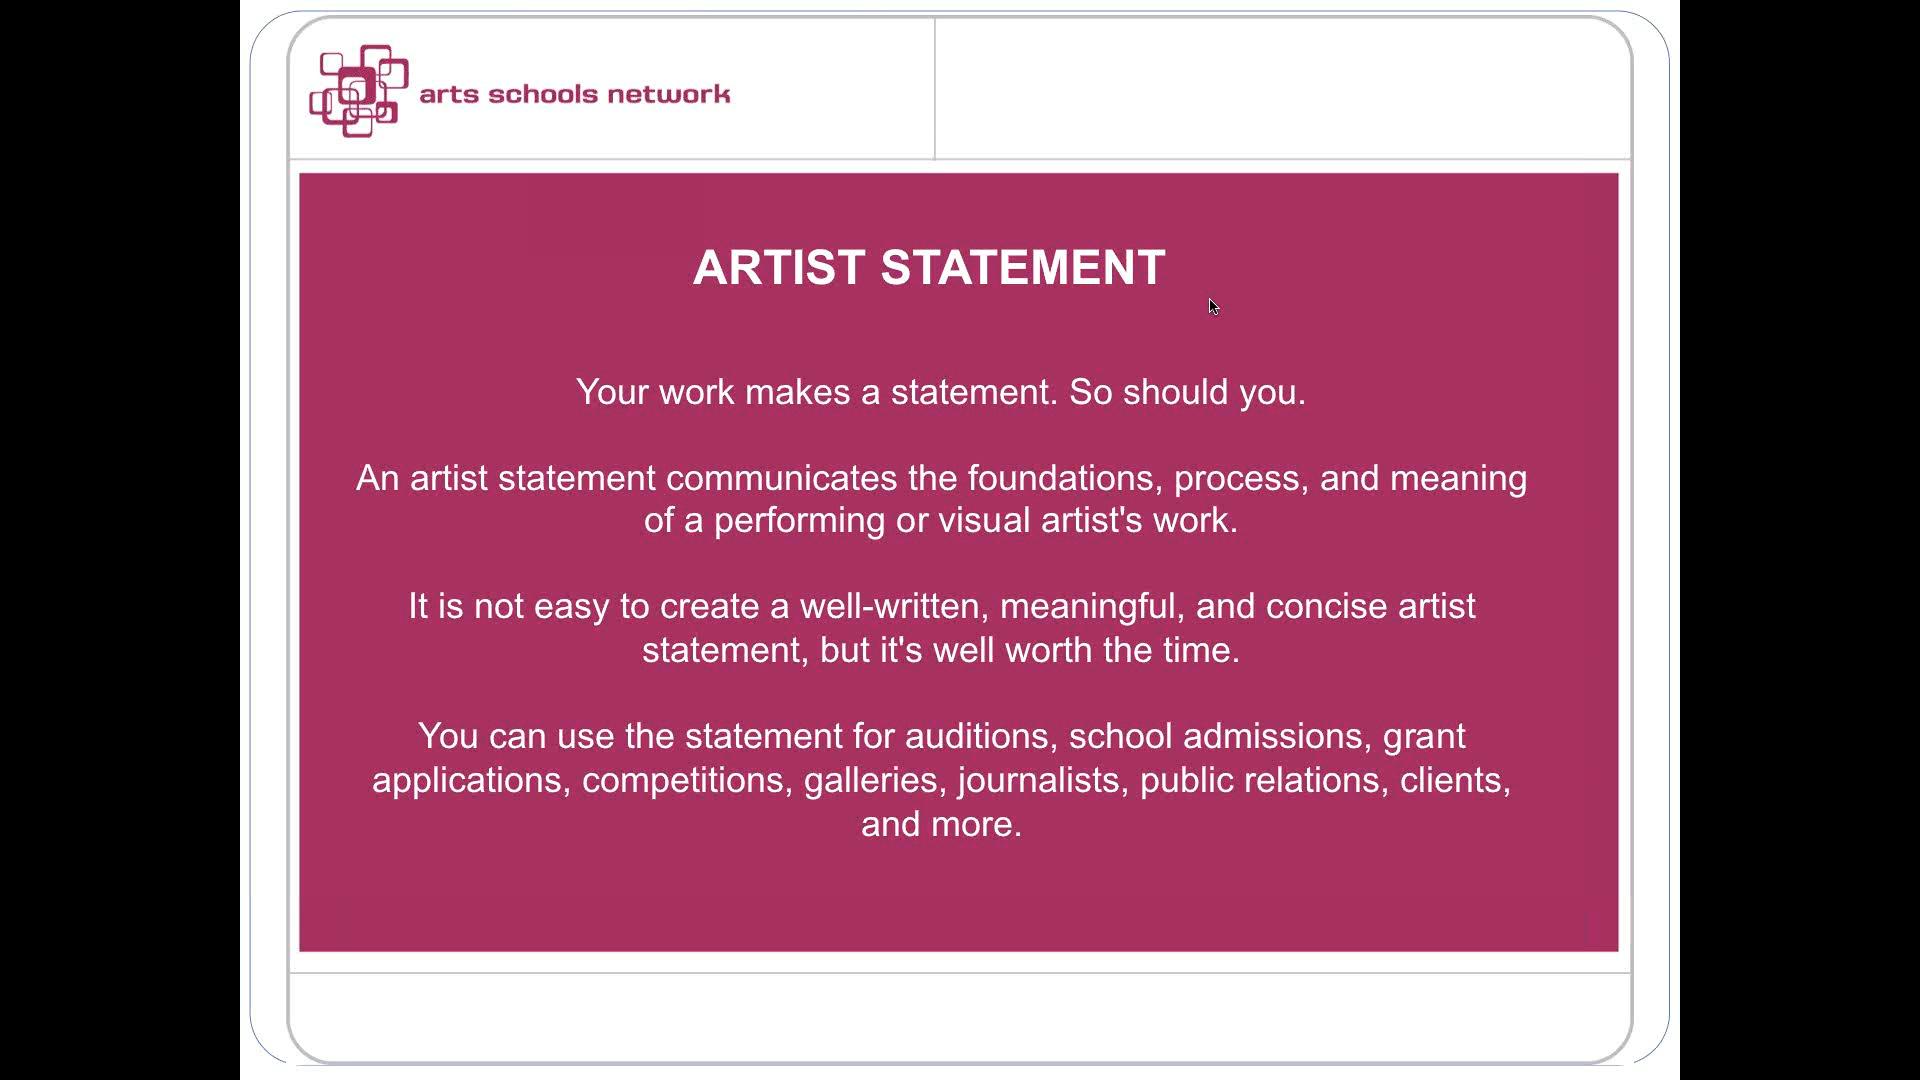 arts schools network
ARTIST STATEMENT
Your work makes a statement. So should you.
An artist statement communicates the foundations, process, and meaning
of a performing or visual artist's work.
It is not easy to create a well-written, meaningful, and concise artist
statement, but it's well worth the time.
You can use the statement for auditions, school admissions, grant
applications, competitions, galleries, journalists, public relations, clients,
and more.